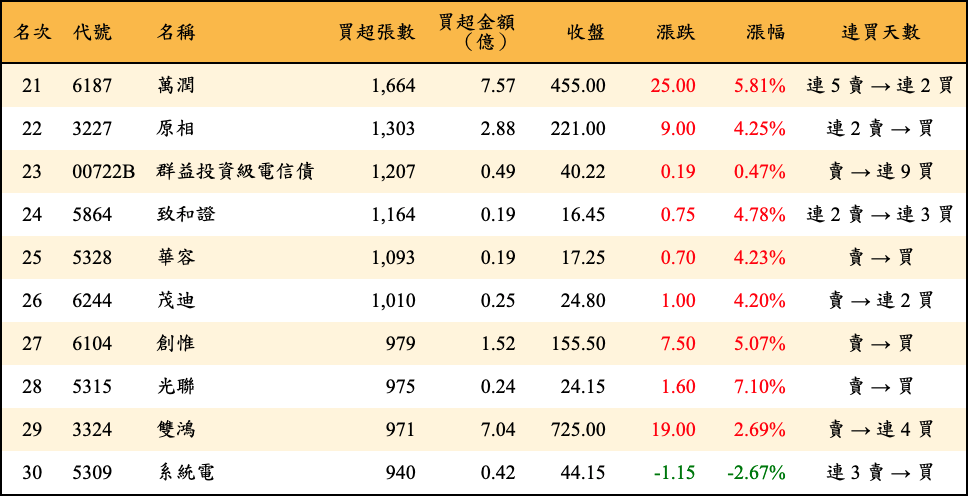 名次 代號 名稱 買超張數 買超金額（億） 收盤 漲跌 漲幅 連買天數
21 6187 萬潤 1,664 7.57 455.00 25.00 5.81% 連 5 賣 → 連 2 買
22 3227 原相 1,303 2.88 221.00 9.00 4.25% 連 2 賣 → 買
23 00722B 群益投資級電信債 1,207 0.49 40.22 0.19 0.47% 賣 → 連 9 買
24 5864 致和證 1,164 0.19 16.45 0.75 4.78% 連 2 賣 → 連 3 買
25 5328 華容 1,093 0.19 17.25 0.70 4.23% 賣 → 買
26 6244 茂迪 1,010 0.25 24.80 1.00 4.20% 賣 → 連 2 買
27 6104 創惟 979 1.52 155.50 7.50 5.07% 賣 → 買
28 5315 光聯 975 0.24 24.15 1.60 7.10% 賣 → 買
29 3324 雙鴻 971 7.04 725.00 19.00 2.69% 賣 → 連 4 買
30 5309 系統電 940 0.42 44.15 -1.15 -2.67% 連 3 賣 → 買